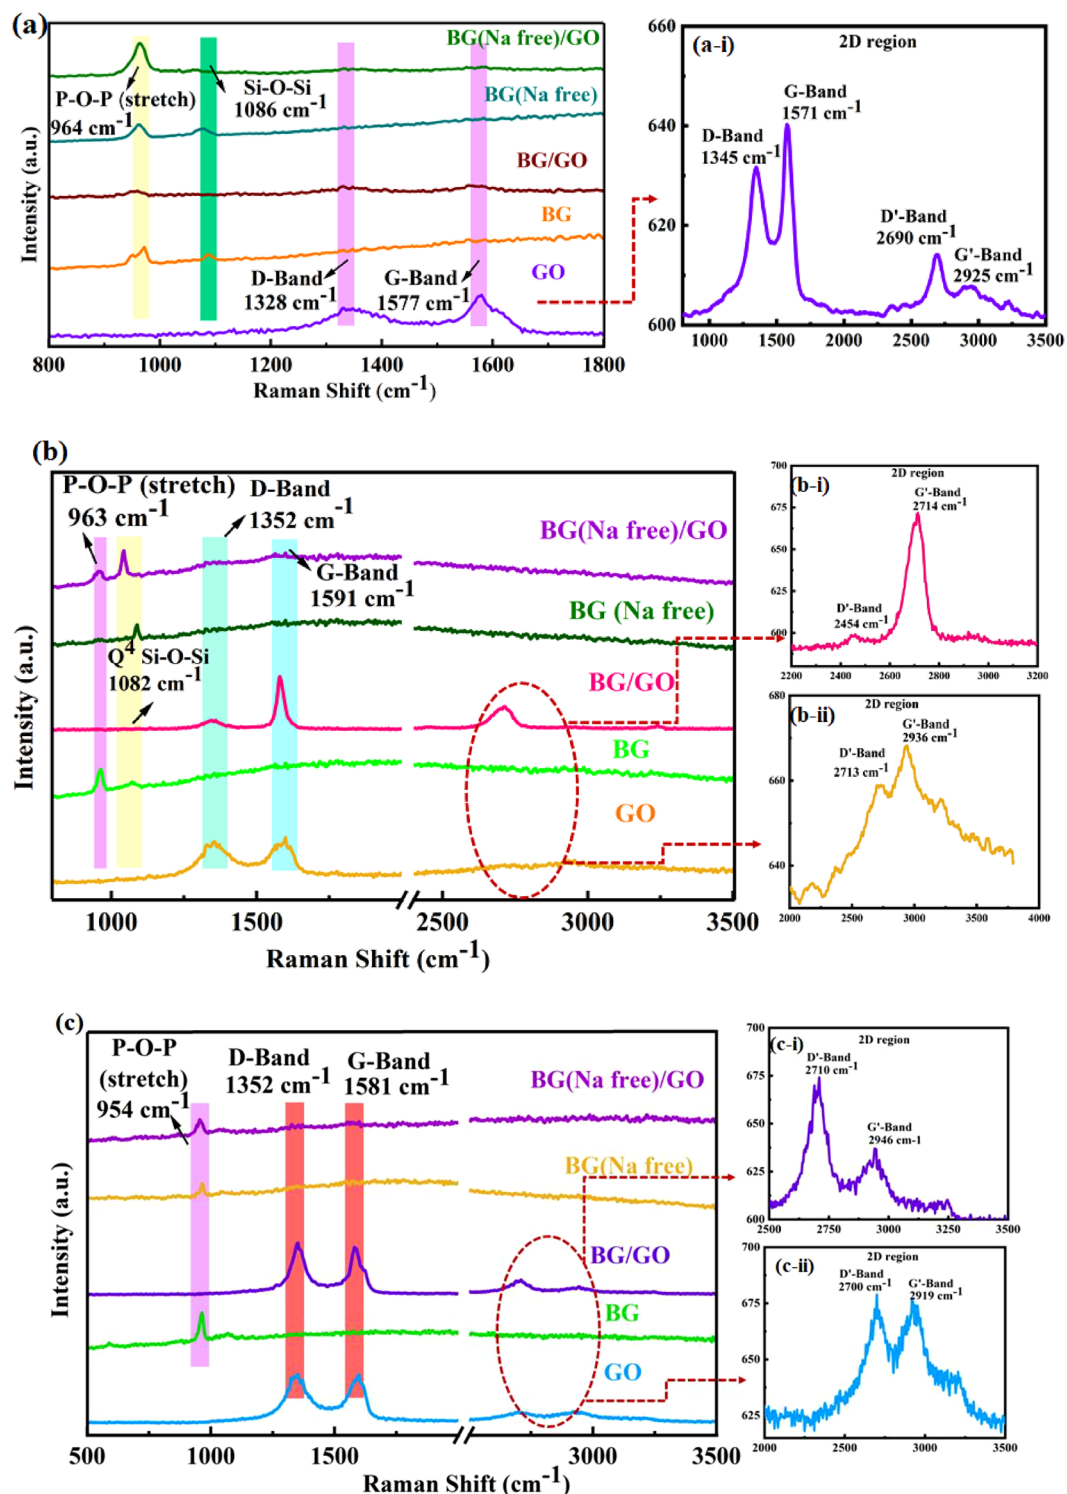 (a)
BG(Na free)/GO
P-O-P (stretch)
964 cm-1
Si-O-Si
1086 cm-1
BG(Na free)
BG/GO
BG
D-Band
1328 cm-1
G-Band
1577 cm-1
GO
Intensity (a.u.)
800 1000 1200 1400 1600 1800
Raman Shift (cm-1)
(a-i)
2D region
D-Band
1345 cm-1
G-Band
1571 cm-1
D'-Band
2690 cm-1
G'-Band
2925 cm-1
660
640
620
600
1000 1500 2000 2500 3000 3500
(b)
P-O-P (stretch)
963 cm-1
D-Band
1352 cm-1
BG(Na free)/GO
G-Band
1591 cm-1
BG (Na free)
Q4 Si-O-Si
1082 cm-1
BG/GO
BG
GO
Intensity (a.u.)
1000 1500 2500 3000 3500
Raman Shift (cm-1)
(b-i)
2D region
G'-Band
2714 cm-1
D'-Band
2454 cm-1
700
675
650
625
600
2200 2400 2600 2800 3000 3200
(b-ii)
2D region
G'-Band
2936 cm-1
D'-Band
2713 cm-1
680
660
640
2000 2500 3000 3500 4000
(c)
P-O-P
(stretch)
954 cm-1
D-Band
1352 cm-1
G-Band
1581 cm-1
BG(Na free)/GO
BG(Na free)
BG/GO
BG
GO
Intensity (a.u.)
500 1000 1500 3000 3500
Raman Shift (cm-1)
(c-i)
2D region
D'-Band
2710 cm-1
G'-Band
2946 cm-1
700
675
650
625
600
2500 2750 3000 3250 3500
(c-ii)
2D region
D'-Band
2700 cm-1
G'-Band
2919 cm-1
700
675
650
625
2000 2500 3000 3500